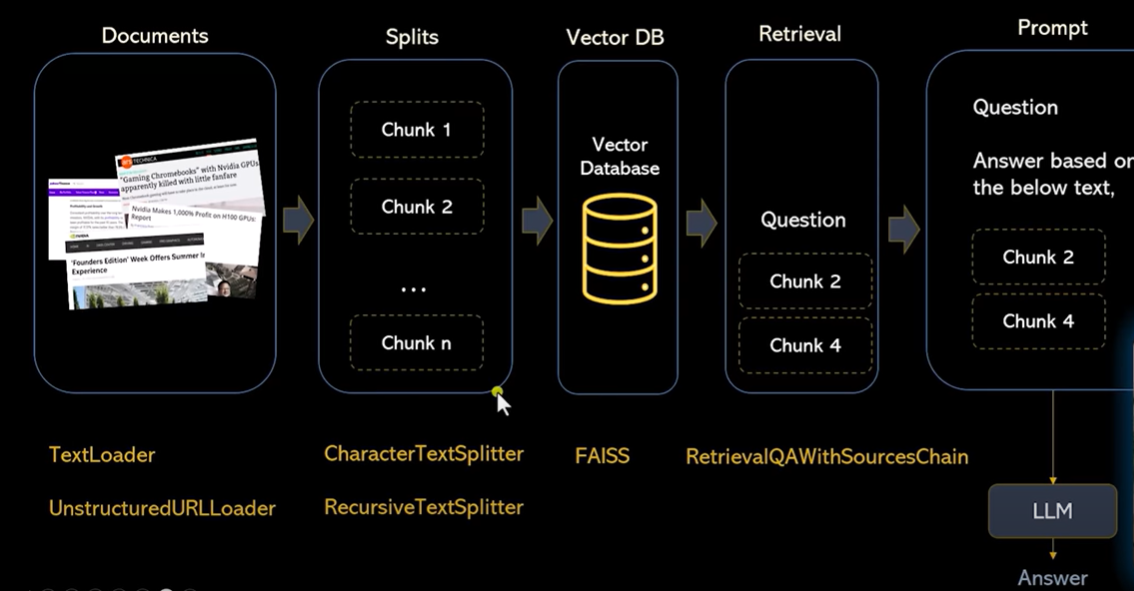 Documents
Splits
Vector DB
Retrieval
Prompt
TECHNICA
"Gaming Chromebooks" with Nvidia GPUs
apparently killed with little fanfare
Nvidia Makes 1,000% Profit on H100 GPUs:
Report
'Founders Edition' Week Offers Summer
Experience
Chunk 1
Chunk 2
...
Chunk n
Vector
Database
Question
Chunk 2
Chunk 4
Question
Answer based on
the below text,
Chunk 2
Chunk 4
TextLoader
UnstructuredURLLoader
CharacterTextSplitter
RecursiveTextSplitter
FAISS
RetrievalQAWithSourcesChain
LLM
Answer